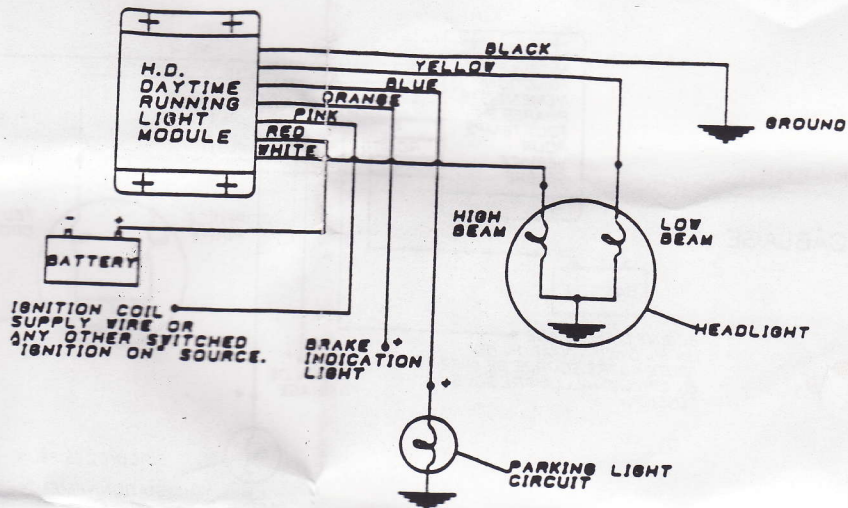 H.D.
DAYTIME
RUNNING
LIGHT
MODULE
BLACK
YELLOW
BLUE
ORANGE
PINK
RED
WHITE
GROUND
HIGH
BEAM
LOW
BEAM
HEADLIGHT
- +
BATTERY
IGNITION COIL
SUPPLY WIRE OR
ANY OTHER SWITCHED
"IGNITION ON" SOURCE.
BRAKE +
INDICATION
LIGHT
+
PARKING LIGHT
CIRCUIT